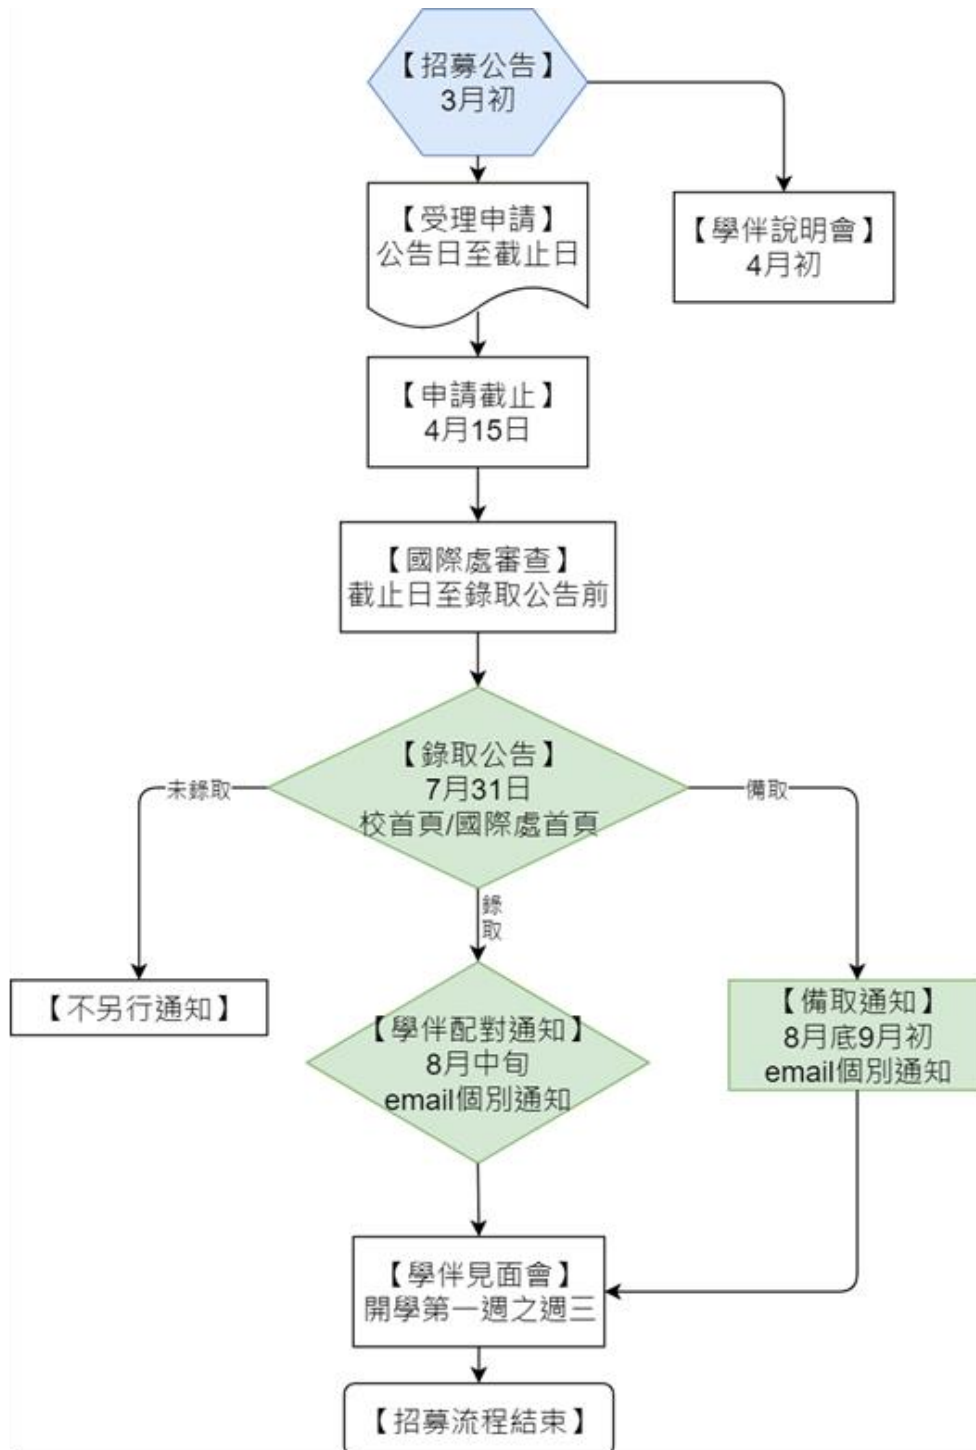 【招募公告】
3月初
【受理申請】
公告日至截止日
【學伴說明會】
4月初
【申請截止】
4月15日
【國際處審查】
截止日至錄取公告前
【錄取公告】
7月31日
校首頁/國際處首頁
未錄取
備取
錄
取
【不另行通知】
【學伴配對通知】
8月中旬
email個別通知
【備取通知】
8月底9月初
email個別通知
【學伴見面會】
開學第一週之週三
【招募流程結束】